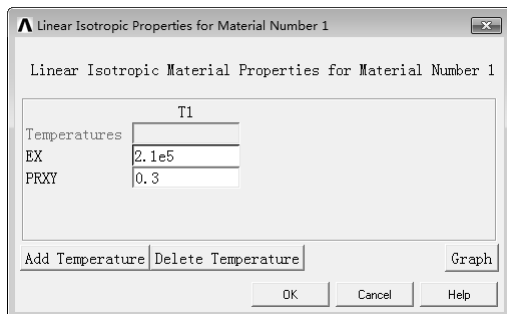 Linear Isotropic Properties for Material Number 1
Linear Isotropic Material Properties for Material Number 1
T1
Temperatures
EX 2.1e5
PRXY 0.3
Add Temperature Delete Temperature Graph
OK Cancel Help